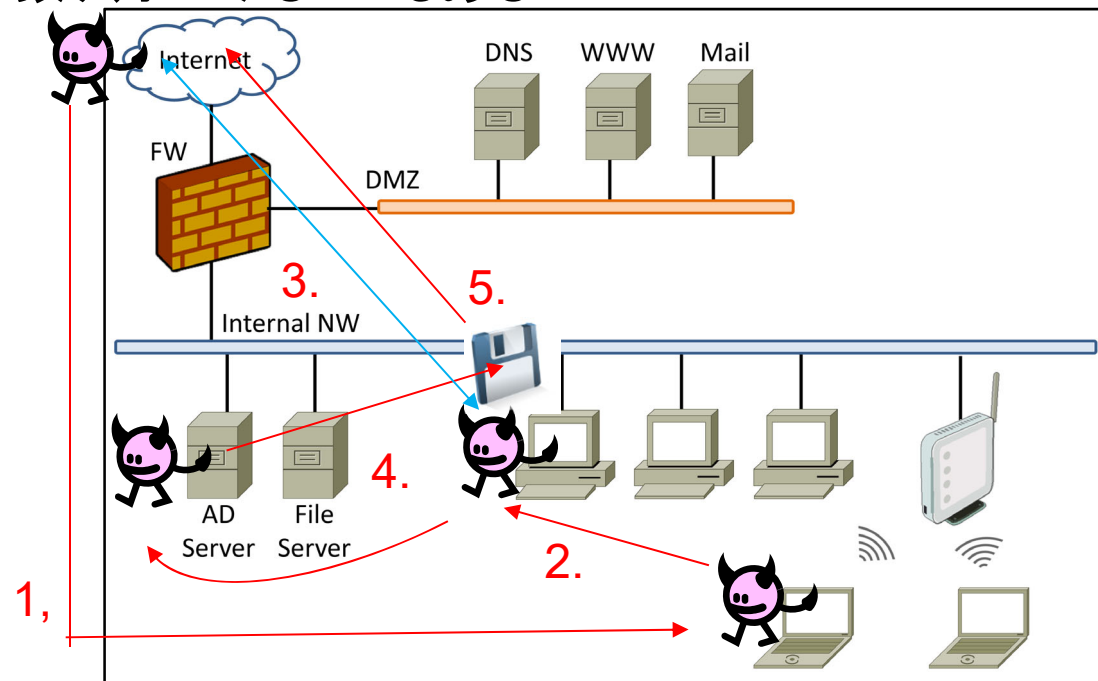 Internet
DNS WWW Mail
FW
DMZ
3. 5.
Internal NW
4.
AD Server
File Server
2.
1,